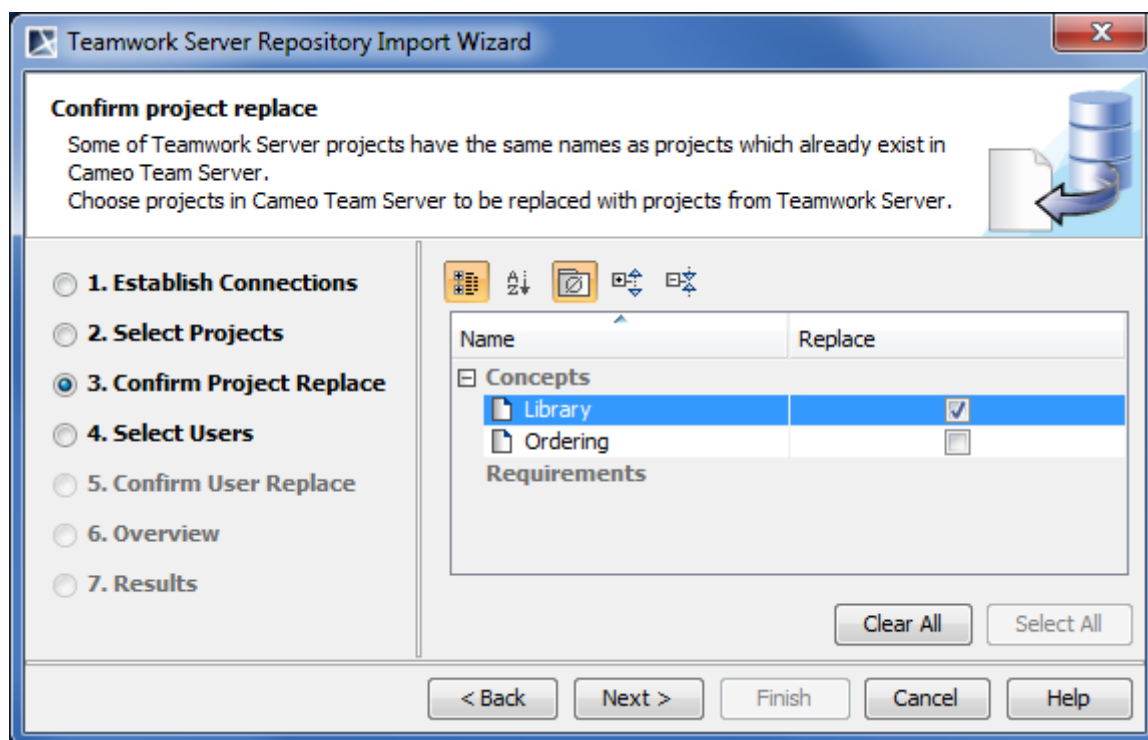 Teamwork Server Repository Import Wizard
Confirm project replace
Some of Teamwork Server projects have the same names as projects which already exist in
Cameo Team Server.
Choose projects in Cameo Team Server to be replaced with projects from Teamwork Server.
1. Establish Connections
2. Select Projects
3. Confirm Project Replace
4. Select Users
5. Confirm User Replace
6. Overview
7. Results
Name Replace
Concepts
Library
Ordering
Requirements
Clear All Select All
< Back Next > Finish Cancel Help